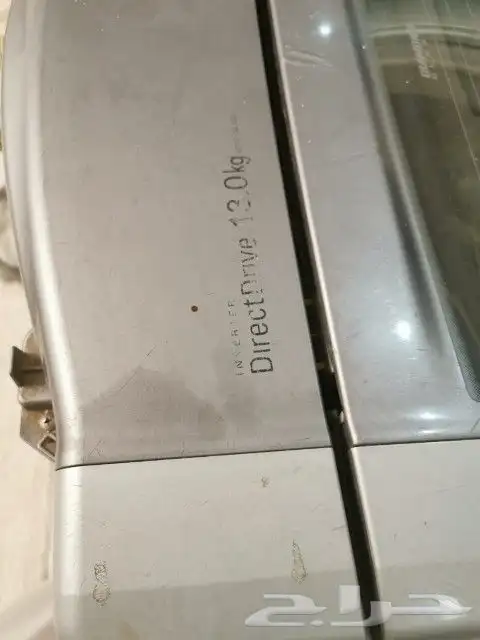 INVERTER
DirectDrive 13.0kg
حراج